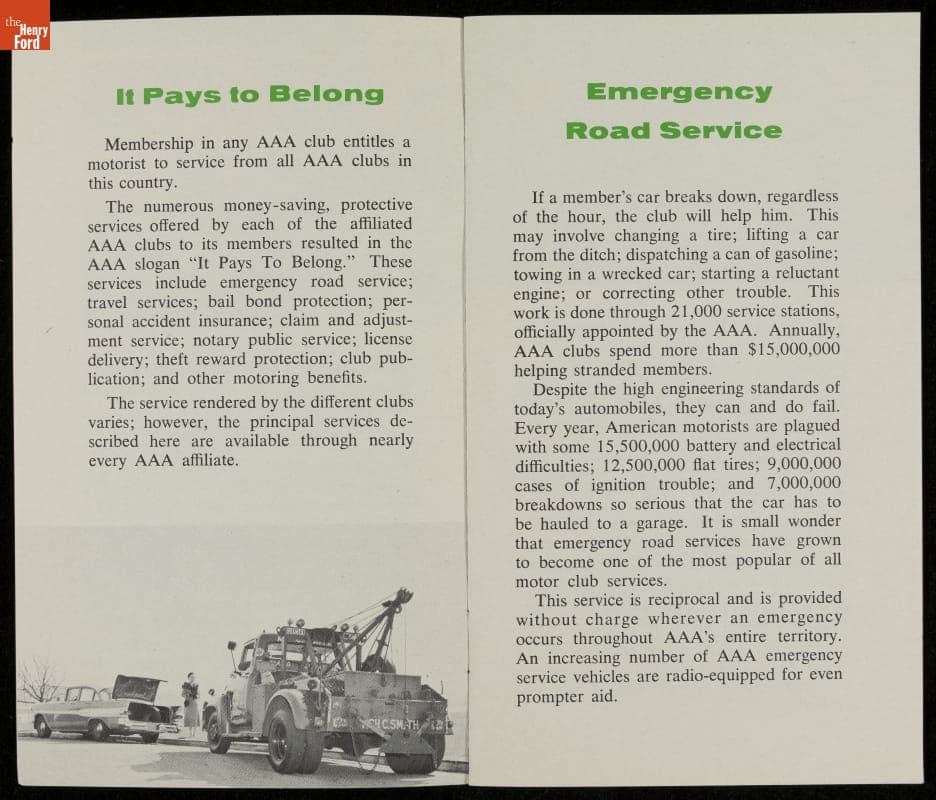 the
Henry
Ford
It Pays to Belong
Membership in any AAA club entitles a
motorist to service from all AAA clubs in
this country.
The numerous money-saving, protective
services offered by each of the affiliated
AAA clubs to its members resulted in the
AAA slogan “It Pays To Belong.” These
services include emergency road service;
travel services; bail bond protection; per-
sonal accident insurance; claim and adjust-
ment service; notary public service; license
delivery; theft reward protection; club pub-
lication; and other motoring benefits.
The service rendered by the different clubs
varies; however, the principal services de-
scribed here are available through nearly
every AAA affiliate.
Emergency
Road Service
If a member’s car breaks down, regardless
of the hour, the club will help him. This
may involve changing a tire; lifting a car
from the ditch; dispatching a can of gasoline;
towing in a wrecked car; starting a reluctant
engine; or correcting other trouble. This
work is done through 21,000 service stations,
officially appointed by the AAA. Annually,
AAA clubs spend more than $15,000,000
helping stranded members.
Despite the high engineering standards of
today’s automobiles, they can and do fail.
Every year, American motorists are plagued
with some 15,500,000 battery and electrical
difficulties; 12,500,000 flat tires; 9,000,000
cases of ignition trouble; and 7,000,000
breakdowns so serious that the car has to
be hauled to a garage. It is small wonder
that emergency road services have grown
to become one of the most popular of all
motor club services.
This service is reciprocal and is provided
without charge wherever an emergency
occurs throughout AAA’s entire territory.
An increasing number of AAA emergency
service vehicles are radio-equipped for even
prompter aid.